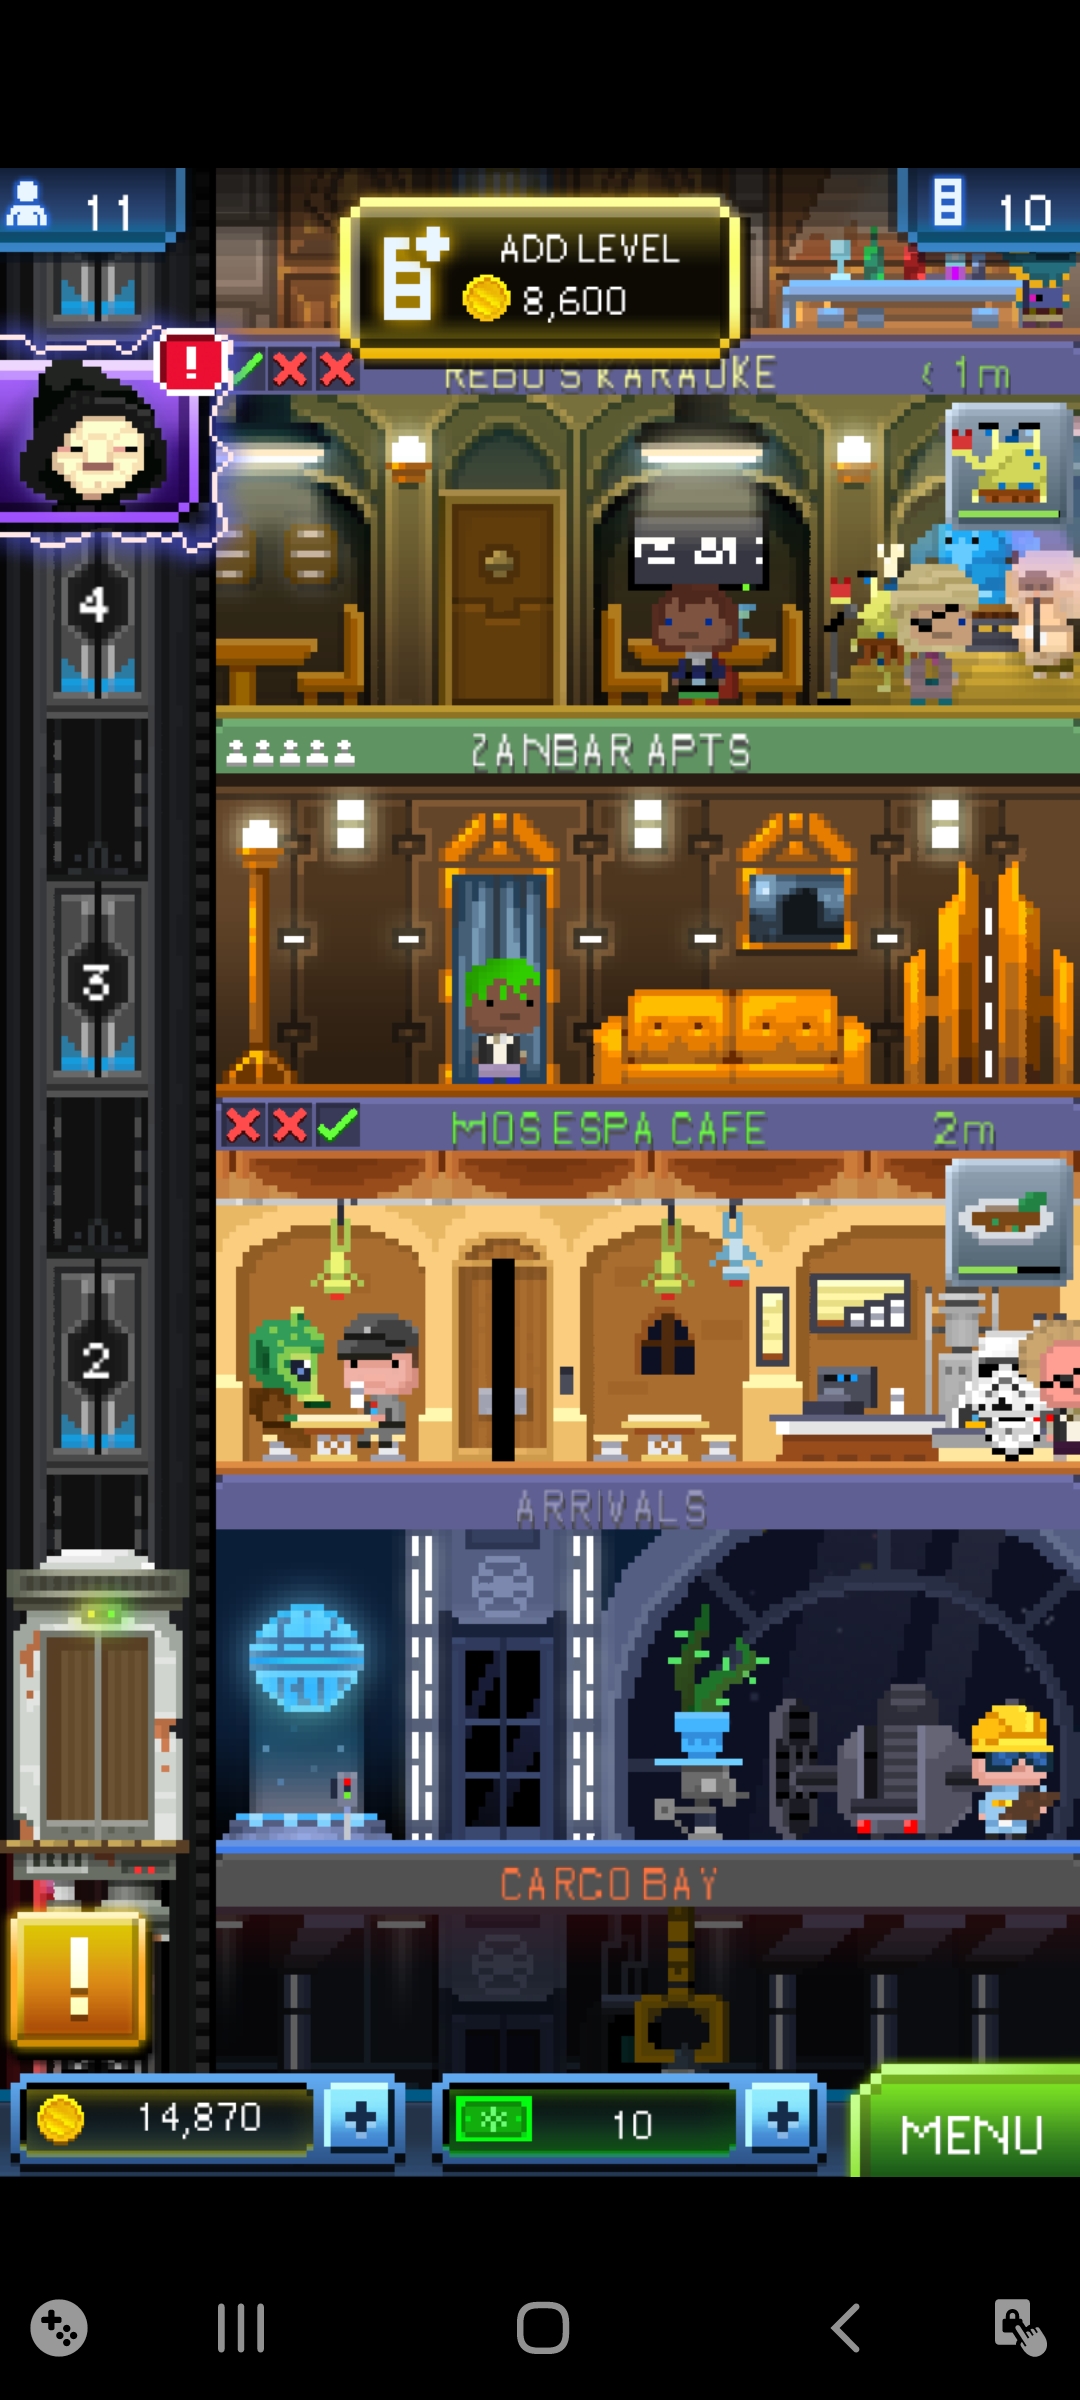 11
10
ADD LEVEL
8,600
!
REBO'S KARAOKE
< 1m
4
ZANBAR APTS
3
MOS ESPA CAFE
2m
2
ARRIVALS
CARGO BAY
!
14,870
10
MENU